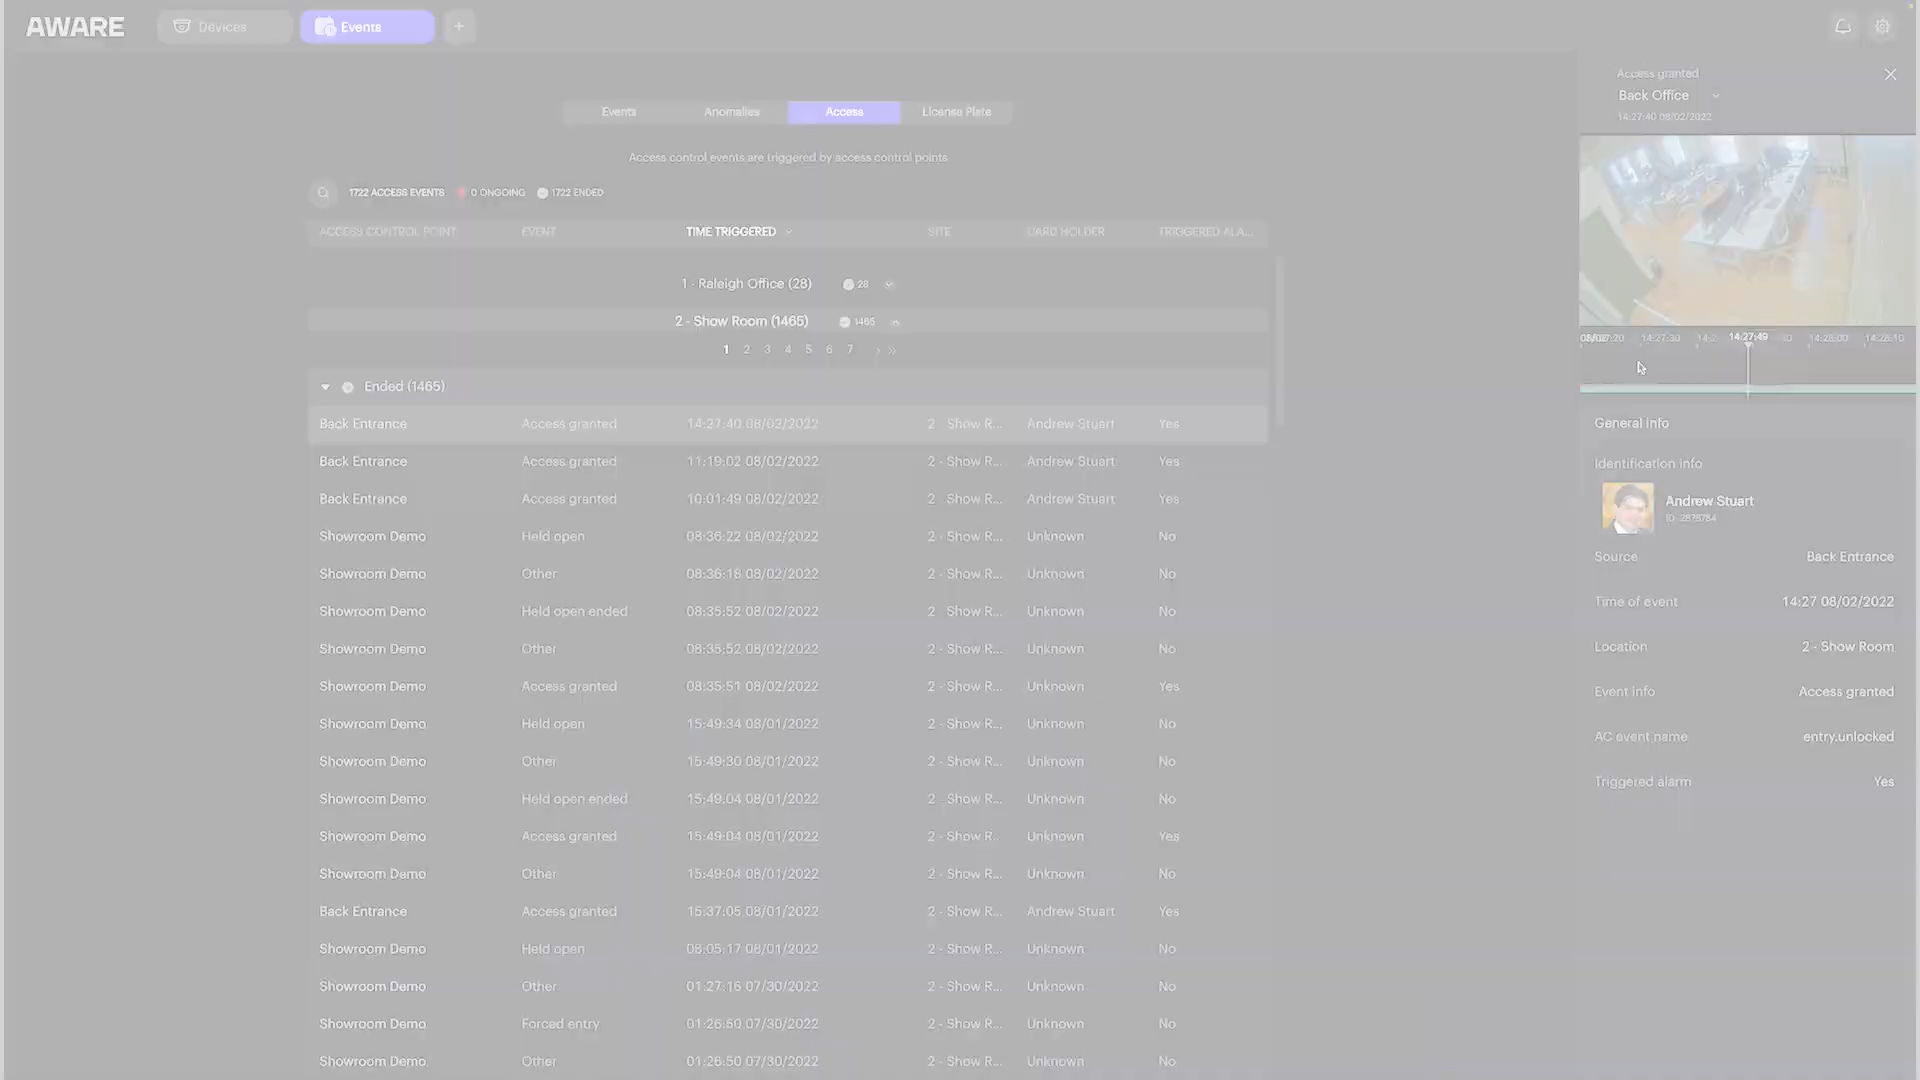 AWARE
Devices
Events
+
Events
Anomalies
Access
License Plate
Access control events are triggered by access control points
1722 ACCESS EVENTS
0 ONGOING
1722 ENDED
ACCESS CONTROL POINT EVENT TIME TRIGGERED SITE CARD HOLDER TRIGGERED ALA...
1 - Raleigh Office (28) 28
2 - Show Room (1465) 1465
1 2 3 4 5 6 7 › »
Ended (1465)
Back Entrance Access granted 14:27:40 08/02/2022 2 - Show R... Andrew Stuart Yes
Back Entrance Access granted 11:19:02 08/02/2022 2 - Show R... Andrew Stuart Yes
Back Entrance Access granted 10:01:49 08/02/2022 2 - Show R... Andrew Stuart Yes
Showroom Demo Held open 08:36:22 08/02/2022 2 - Show R... Unknown No
Showroom Demo Other 08:36:18 08/02/2022 2 - Show R... Unknown No
Showroom Demo Held open ended 08:35:52 08/02/2022 2 - Show R... Unknown No
Showroom Demo Other 08:35:52 08/02/2022 2 - Show R... Unknown No
Showroom Demo Access granted 08:35:51 08/02/2022 2 - Show R... Unknown Yes
Showroom Demo Held open 15:49:34 08/01/2022 2 - Show R... Unknown No
Showroom Demo Other 15:49:30 08/01/2022 2 - Show R... Unknown No
Showroom Demo Held open ended 15:49:04 08/01/2022 2 - Show R... Unknown No
Showroom Demo Access granted 15:49:04 08/01/2022 2 - Show R... Unknown Yes
Showroom Demo Other 15:49:04 08/01/2022 2 - Show R... Unknown No
Back Entrance Access granted 15:37:05 08/01/2022 2 - Show R... Andrew Stuart Yes
Showroom Demo Held open 08:05:17 08/01/2022 2 - Show R... Unknown No
Showroom Demo Other 01:27:16 07/30/2022 2 - Show R... Unknown No
Showroom Demo Forced entry 01:26:50 07/30/2022 2 - Show R... Unknown No
Showroom Demo Other 01:26:50 07/30/2022 2 - Show R... Unknown No
Access granted
Back Office
14:27:40 08/02/2022
14:27:30 14:27:49 14:28:00 14:28:10
General info
Identification info
Andrew Stuart
ID: 2878784
Source Back Entrance
Time of event 14:27 08/02/2022
Location 2 - Show Room
Event info Access granted
AC event name entry.unlocked
Triggered alarm Yes